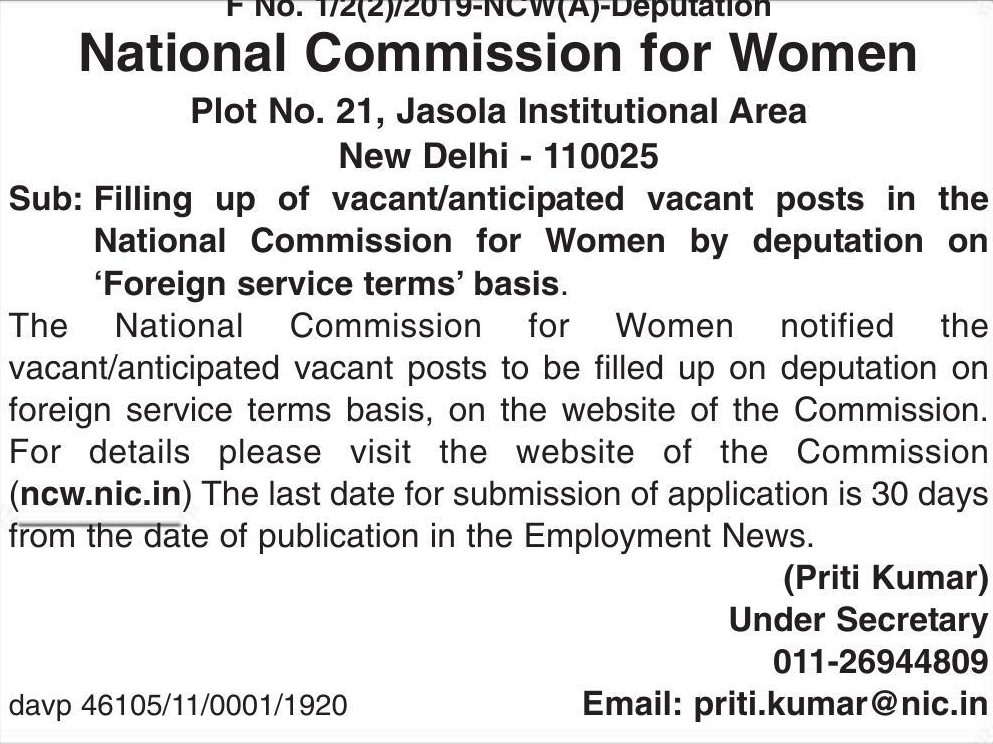 F No. 1/2(2)/2019-NCW(A)-Deputation
National Commission for Women
Plot No. 21, Jasola Institutional Area
New Delhi - 110025
Sub: Filling up of vacant/anticipated vacant posts in the
National Commission for Women by deputation on
‘Foreign service terms’ basis.
The National Commission for Women notified the
vacant/anticipated vacant posts to be filled up on deputation on
foreign service terms basis, on the website of the Commission.
For details please visit the website of the Commission
(ncw.nic.in) The last date for submission of application is 30 days
from the date of publication in the Employment News.
(Priti Kumar)
Under Secretary
011-26944809
davp 46105/11/0001/1920 Email: priti.kumar@nic.in